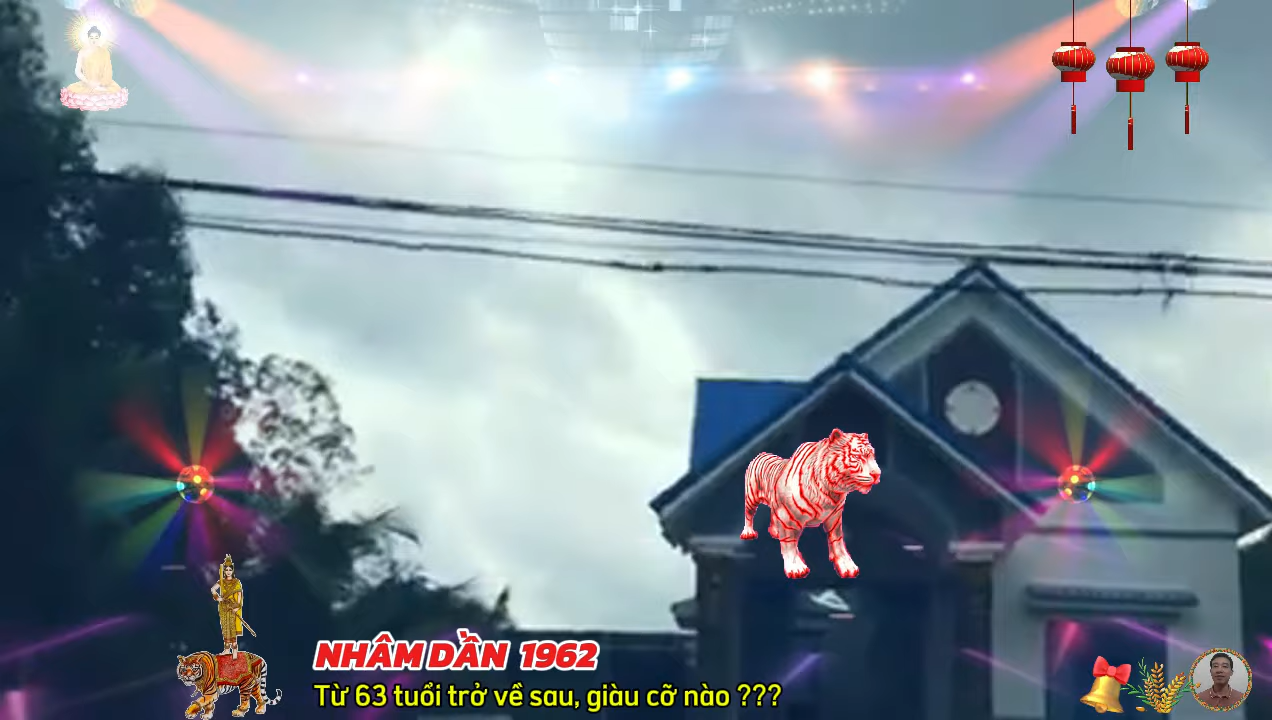 NHÂM DẦN 1962
Từ 63 tuổi trở về sau, giàu cỡ nào ???